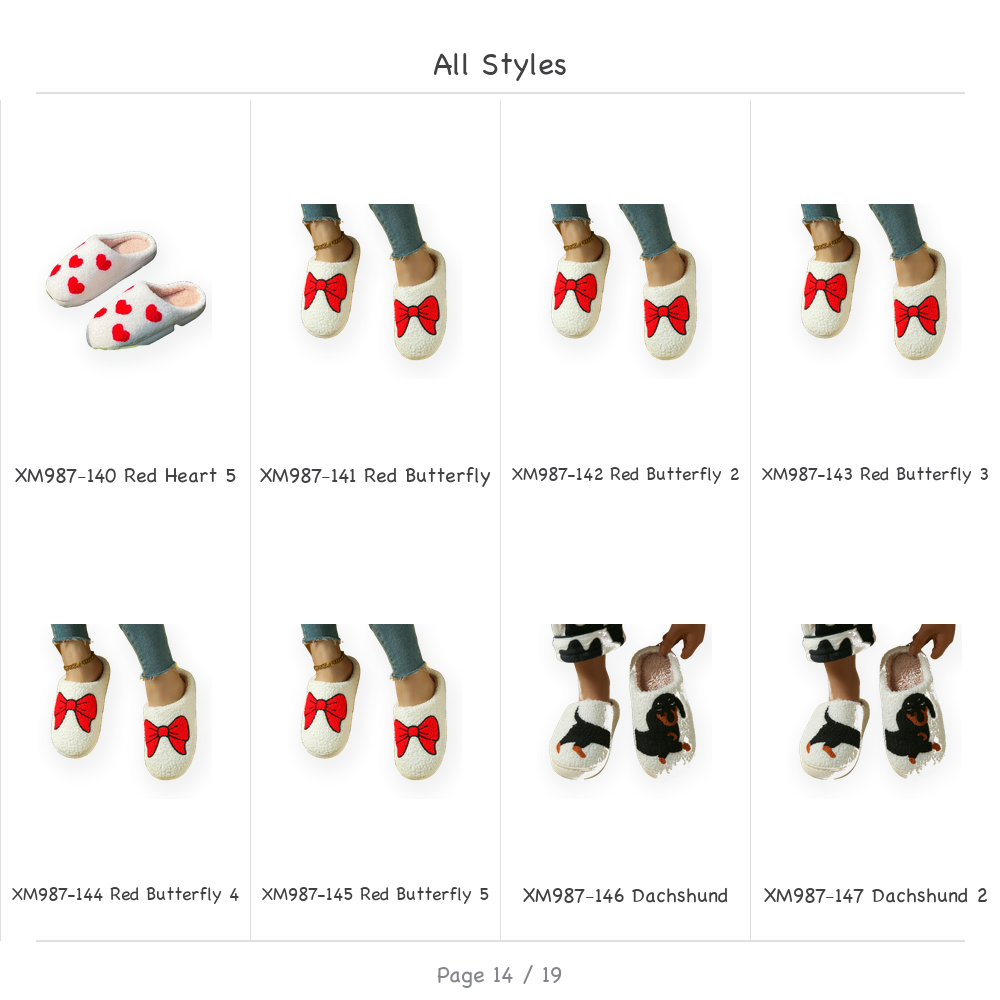 All Styles
XM987-140 Red Heart 5
XM987-141 Red Butterfly
XM987-142 Red Butterfly 2
XM987-143 Red Butterfly 3
XM987-144 Red Butterfly 4
XM987-145 Red Butterfly 5
XM987-146 Dachshund
XM987-147 Dachshund 2
Page 14 / 19